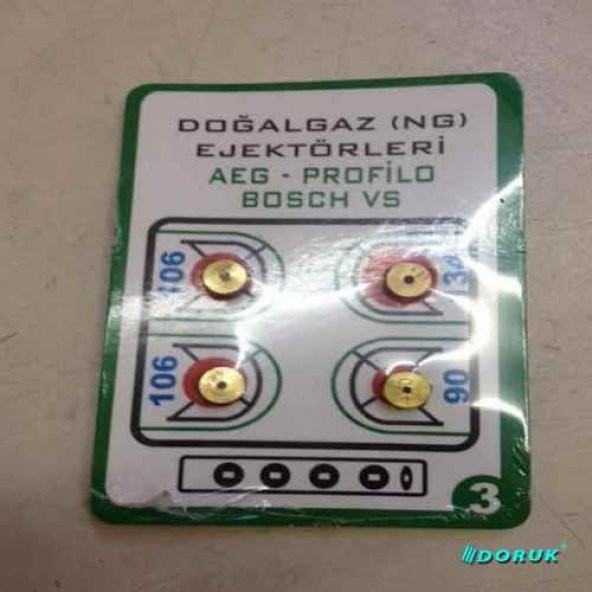 DOĞALGAZ (NG)
EJEKTÖRLERİ
AEG - PROFİLO
BOSCH VS
106
106
90
3
DORUK